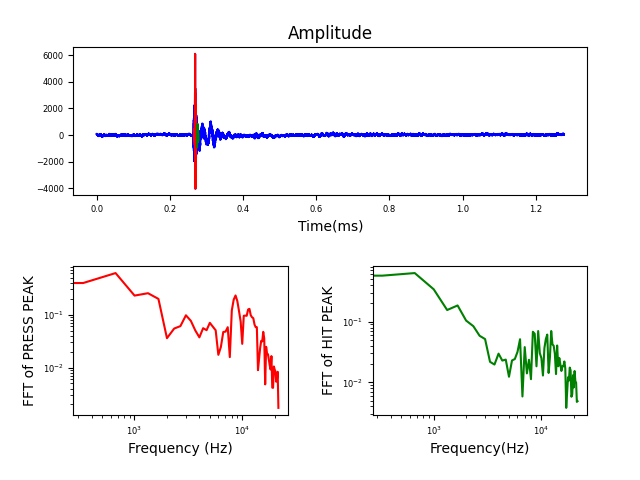 Amplitude
6000
4000
2000
0
−2000
−4000
0.0 0.2 0.4 0.6 0.8 1.0 1.2
Time(ms)
FFT of PRESS PEAK
10⁻¹
10⁻²
10³ 10⁴
Frequency (Hz)
FFT of HIT PEAK
10⁻¹
10⁻²
10³ 10⁴
Frequency(Hz)